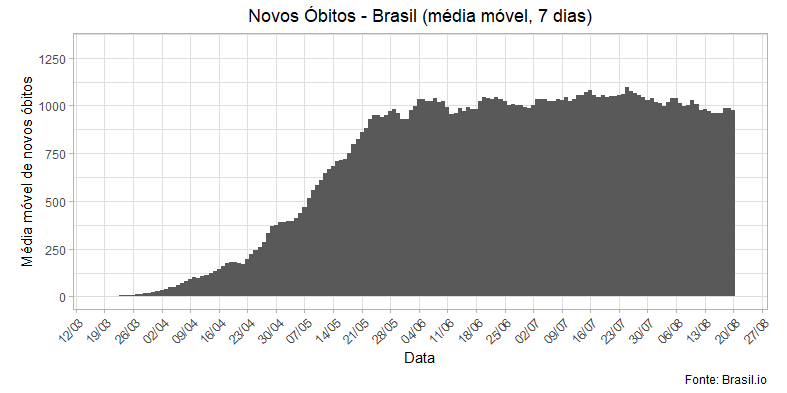 Novos Óbitos - Brasil (média móvel, 7 dias)
Média móvel de novos óbitos
1250
1000
750
500
250
0
12/03 19/03 26/03 02/04 09/04 16/04 23/04 30/04 07/05 14/05 21/05 28/05 04/06 11/06 18/06 25/06 02/07 09/07 16/07 23/07 30/07 06/08 13/08 20/08 27/08
Data
Fonte: Brasil.io